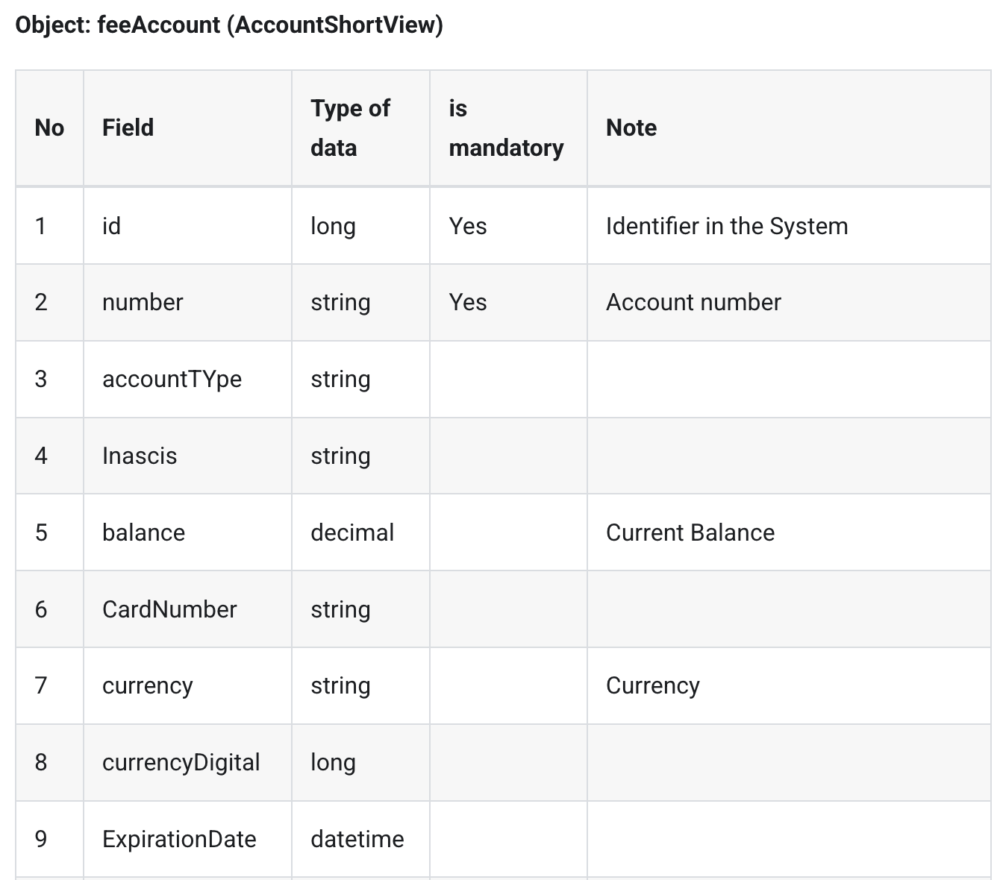 Object: feeAccount (AccountShortView)
No Field Type of data is mandatory Note
1 id long Yes Identifier in the System
2 number string Yes Account number
3 accountTYpe string
4 Inascis string
5 balance decimal Current Balance
6 CardNumber string
7 currency string Currency
8 currencyDigital long
9 ExpirationDate datetime